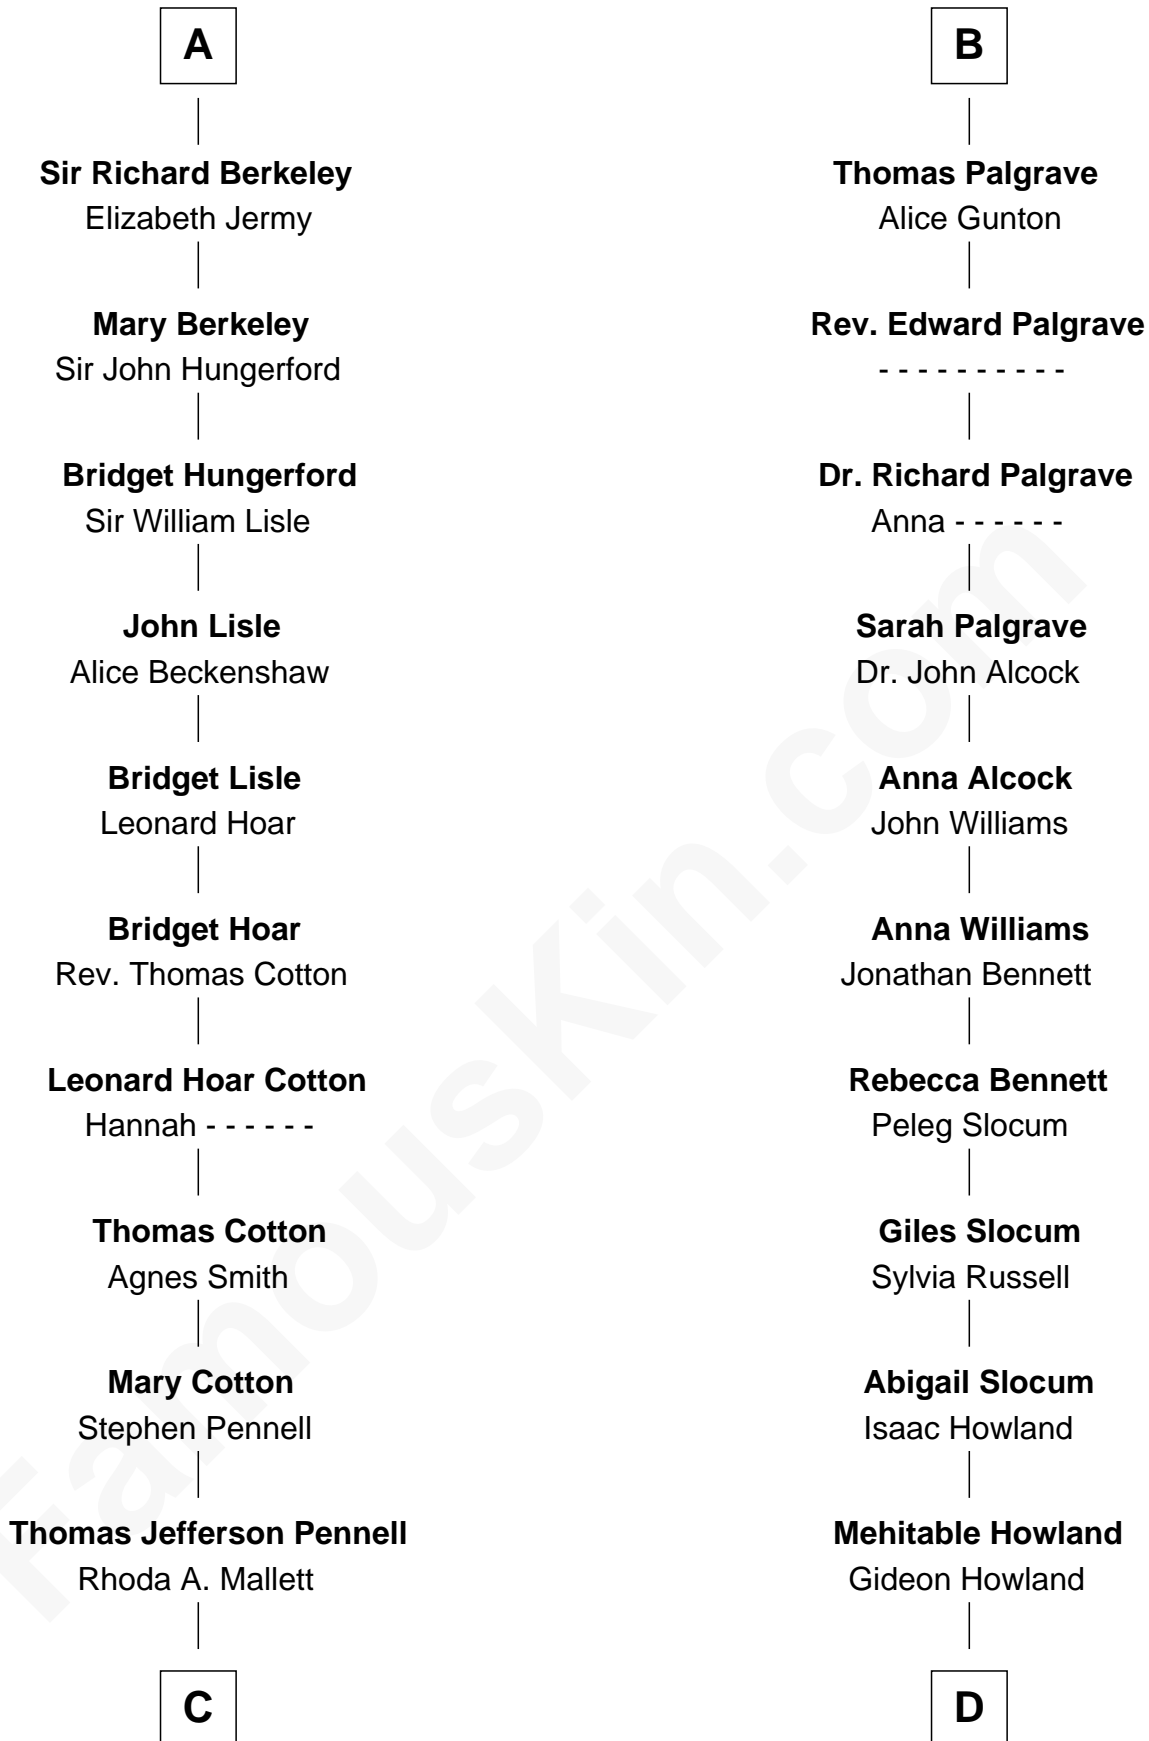 A
Sir Richard Berkeley
Elizabeth Jermy
Mary Berkeley
Sir John Hungerford
Bridget Hungerford
Sir William Lisle
John Lisle
Alice Beckenshaw
Bridget Lisle
Leonard Hoar
Bridget Hoar
Rev. Thomas Cotton
Leonard Hoar Cotton
Hannah - - - - - -
Thomas Cotton
Agnes Smith
Mary Cotton
Stephen Pennell
Thomas Jefferson Pennell
Rhoda A. Mallett
C
B
Thomas Palgrave
Alice Gunton
Rev. Edward Palgrave
- - - - - - - - - -
Dr. Richard Palgrave
Anna - - - - - -
Sarah Palgrave
Dr. John Alcock
Anna Alcock
John Williams
Anna Williams
Jonathan Bennett
Rebecca Bennett
Peleg Slocum
Giles Slocum
Sylvia Russell
Abigail Slocum
Isaac Howland
Mehitable Howland
Gideon Howland
D
FamousKin.com